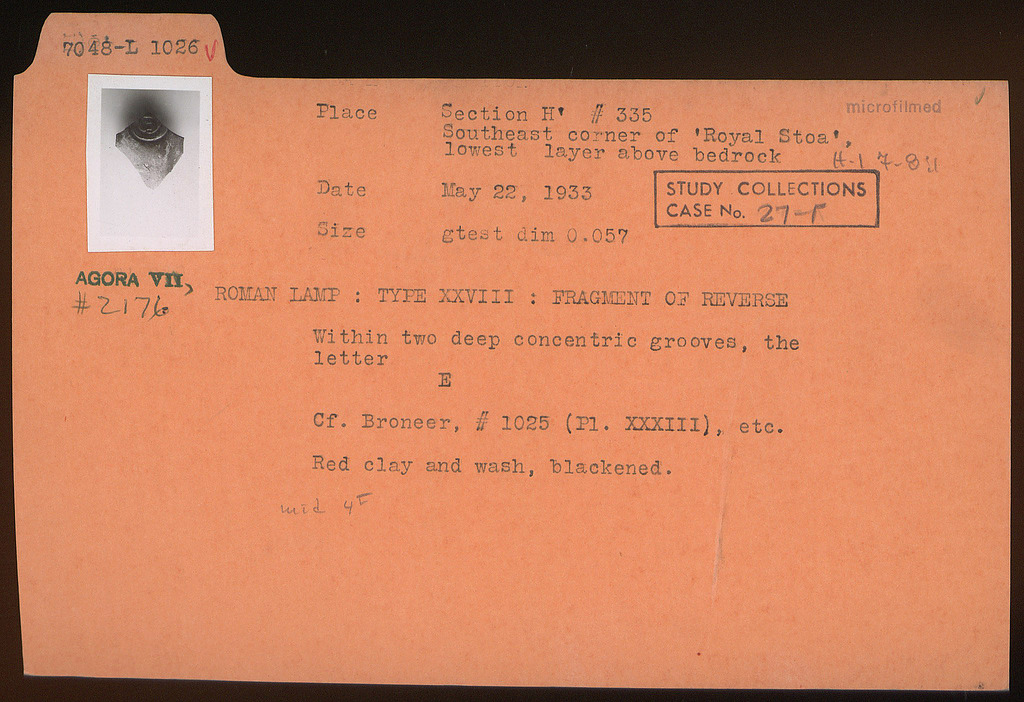 7048-L 1026
microfilmed
Place Section H' # 335
Southeast corner of 'Royal Stoa',
lowest layer above bedrock
Date May 22, 1933
STUDY COLLECTIONS
CASE No. 27-
Size gtest dim 0.057
AGORA VII,
#2176
ROMAN LAMP : TYPE XXVIII : FRAGMENT OF REVERSE
Within two deep concentric grooves, the
letter
E
Cf. Broneer, # 1025 (Pl. XXXIII), etc.
Red clay and wash, blackened.
mid 4